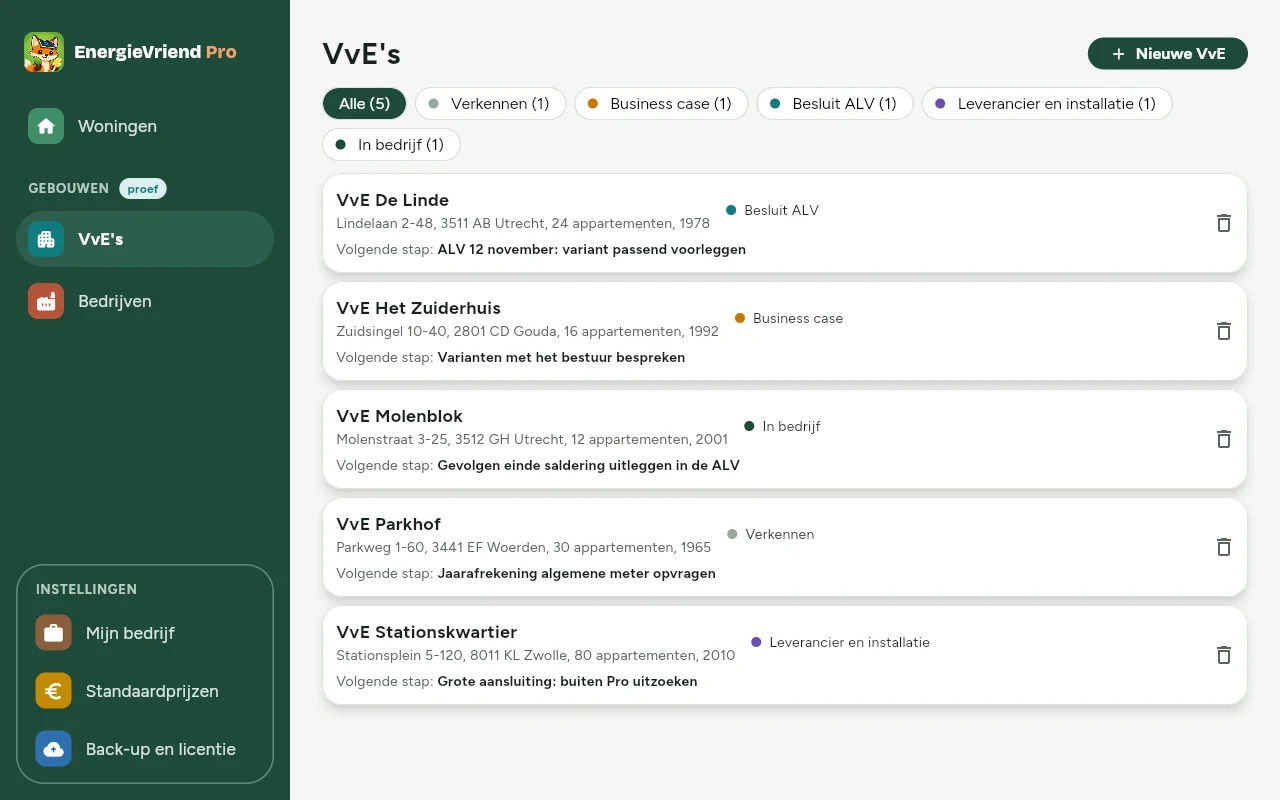 EnergieVriend Pro
Woningen
GEBOUWEN proef
VvE's
Bedrijven
INSTELLINGEN
Mijn bedrijf
Standaardprijzen
Back-up en licentie
VvE's
+ Nieuwe VvE
Alle (5)
Verkennen (1)
Business case (1)
Besluit ALV (1)
Leverancier en installatie (1)
In bedrijf (1)
VvE De Linde
Lindelaan 2-48, 3511 AB Utrecht, 24 appartementen, 1978
Besluit ALV
Volgende stap: ALV 12 november: variant passend voorleggen
VvE Het Zuiderhuis
Zuidsingel 10-40, 2801 CD Gouda, 16 appartementen, 1992
Business case
Volgende stap: Varianten met het bestuur bespreken
VvE Molenblok
Molenstraat 3-25, 3512 GH Utrecht, 12 appartementen, 2001
In bedrijf
Volgende stap: Gevolgen einde saldering uitleggen in de ALV
VvE Parkhof
Parkweg 1-60, 3441 EF Woerden, 30 appartementen, 1965
Verkennen
Volgende stap: Jaarafrekening algemene meter opvragen
VvE Stationskwartier
Stationsplein 5-120, 8011 KL Zwolle, 80 appartementen, 2010
Leverancier en installatie
Volgende stap: Grote aansluiting: buiten Pro uitzoeken